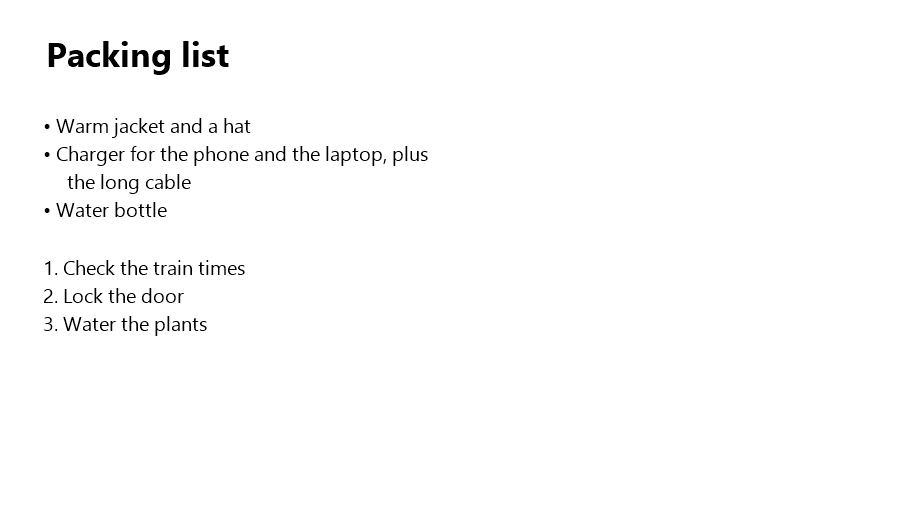 Packing list
• Warm jacket and a hat
• Charger for the phone and the laptop, plus
the long cable
• Water bottle
1. Check the train times
2. Lock the door
3. Water the plants